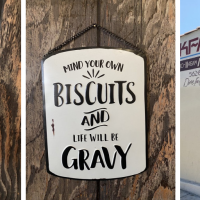 MIND YOUR OWN
BISCUITS
AND
LIFE WILL BE
GRAVY